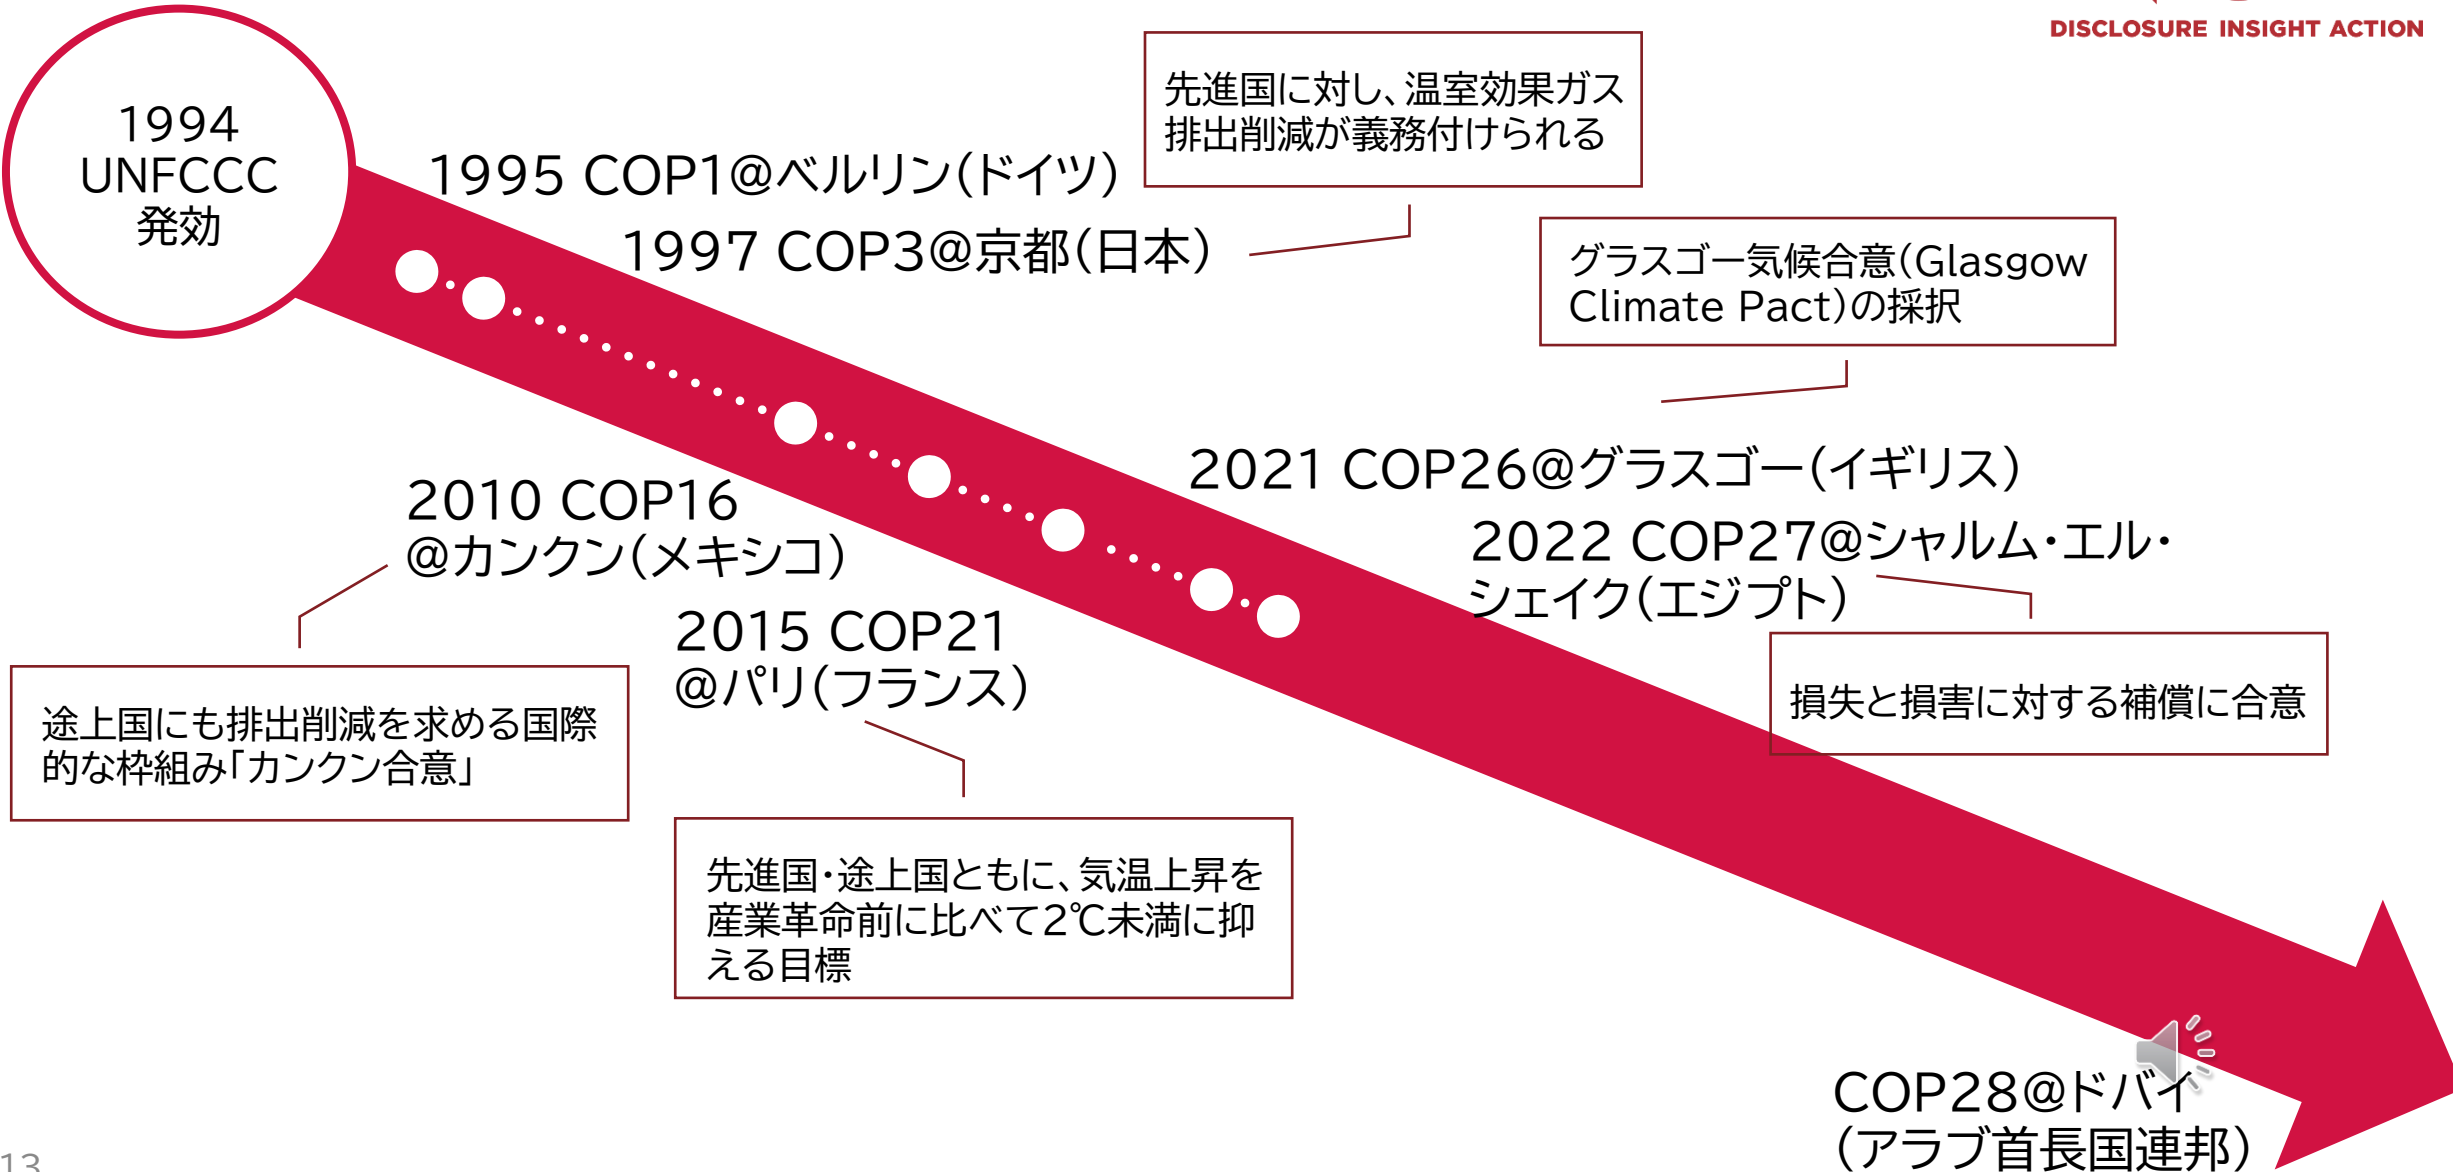 DISCLOSURE INSIGHT ACTION
1994
UNFCCC
発効
1995 COP1@ベルリン(ドイツ)
先進国に対し、温室効果ガス
排出削減が義務付けられる
1997 COP3@京都(日本)
グラスゴー気候合意(Glasgow
Climate Pact)の採択
2010 COP16
@カンクン(メキシコ)
2021 COP26@グラスゴー(イギリス)
2022 COP27@シャルム・エル・
シェイク(エジプト)
2015 COP21
@パリ(フランス)
途上国にも排出削減を求める国際
的な枠組み「カンクン合意」
損失と損害に対する補償に合意
先進国・途上国ともに、気温上昇を
産業革命前に比べて2℃未満に抑
える目標
COP28@ドバイ
(アラブ首長国連邦)
13